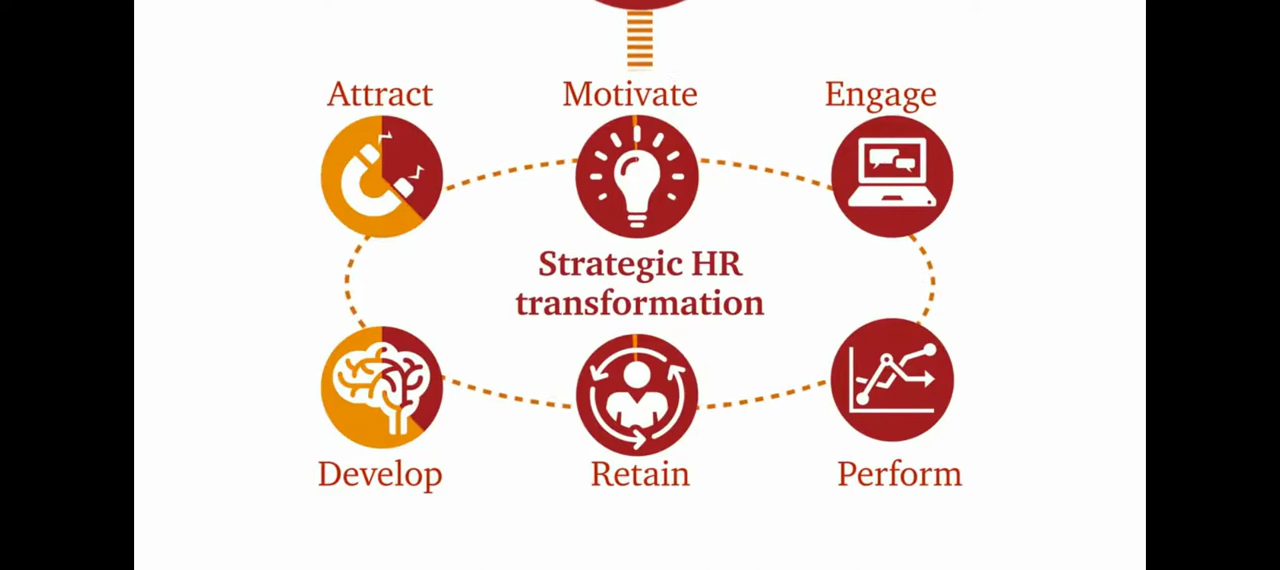 Attract
Motivate
Engage
Strategic HR
transformation
Develop
Retain
Perform